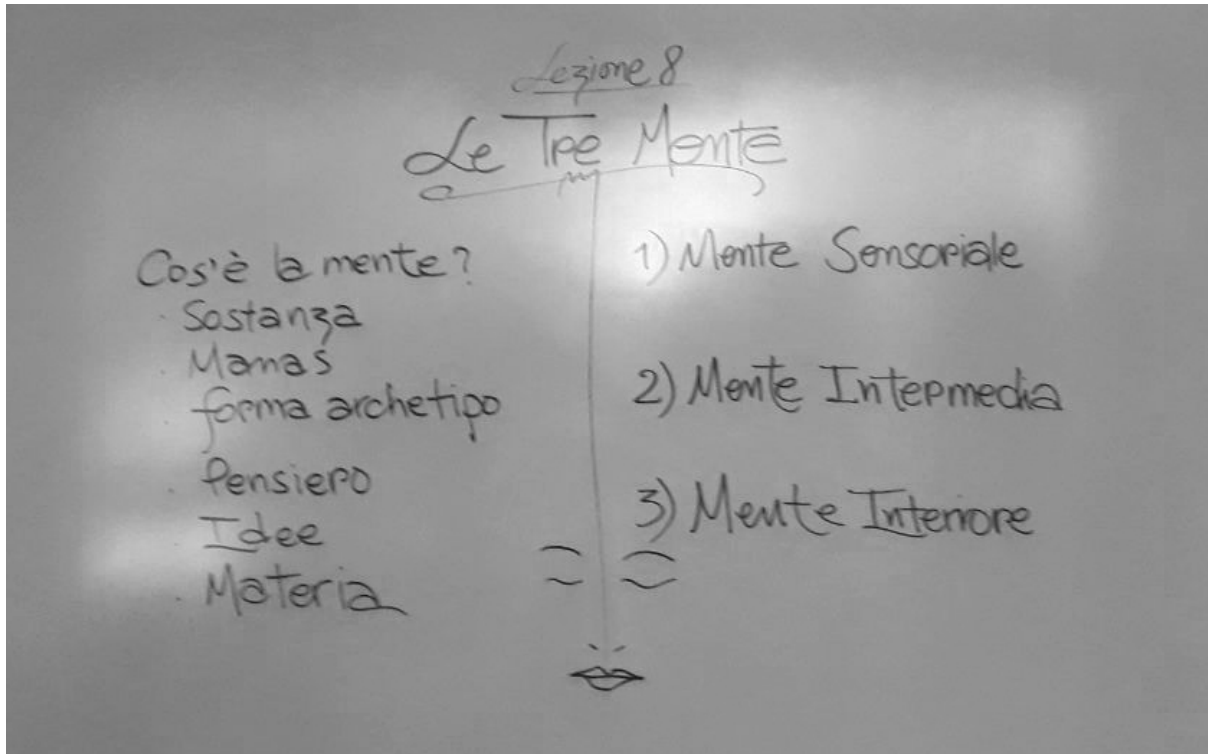 Lezione 8
Le Tre Mente
Cos'è la mente?
Sostanza
Manas
forma archetipo
Pensiero
Idee
Materia
1) Mente Sensoriale
2) Mente Intermedia
3) Mente Interiore